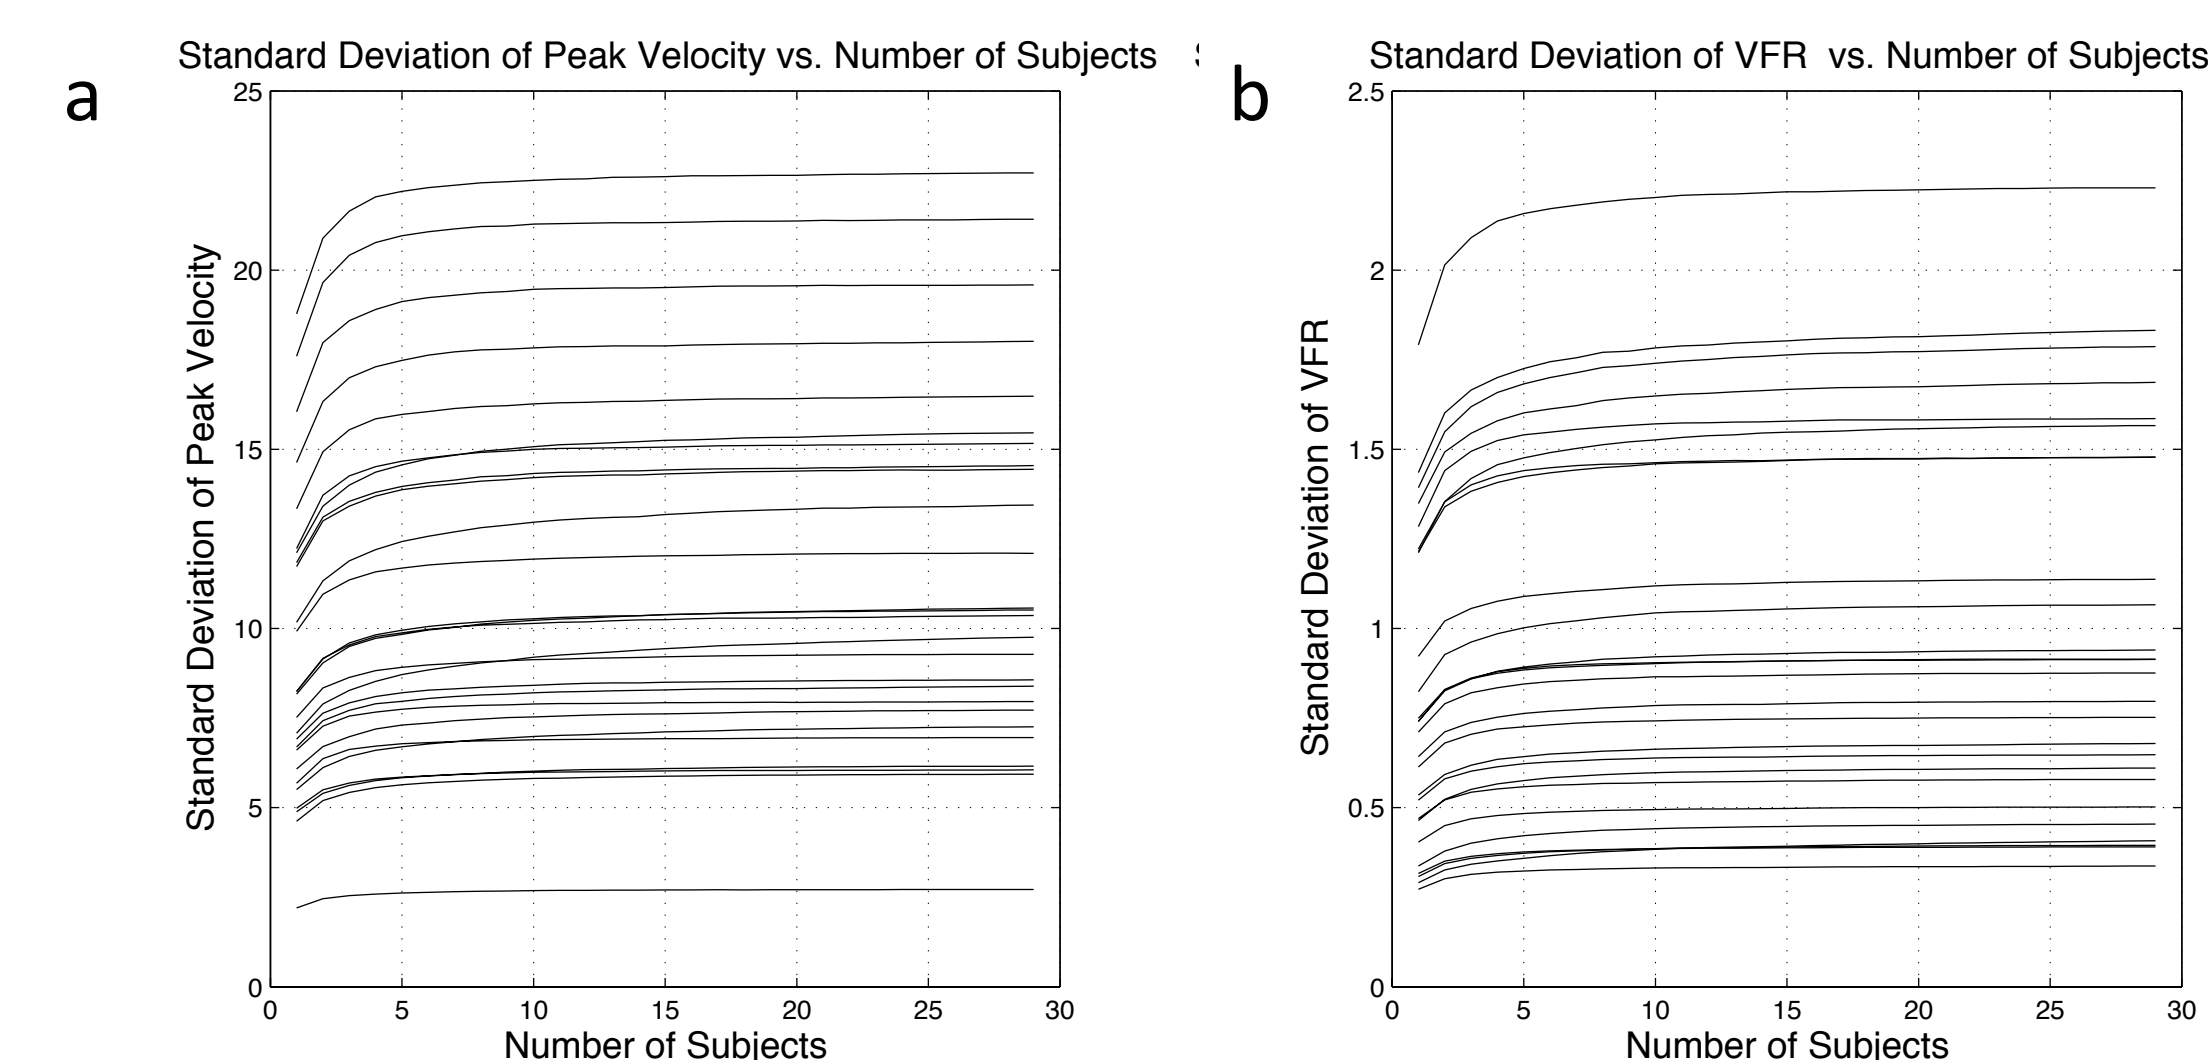 Standard Deviation of Peak Velocity vs. Number of Subjects
a
25
20
15
10
5
0
0 5 10 15 20 25 30
Standard Deviation of Peak Velocity
Number of Subjects
Standard Deviation of VFR vs. Number of Subjects
b
2.5
2
1.5
1
0.5
0
0 5 10 15 20 25 30
Standard Deviation of VFR
Number of Subjects